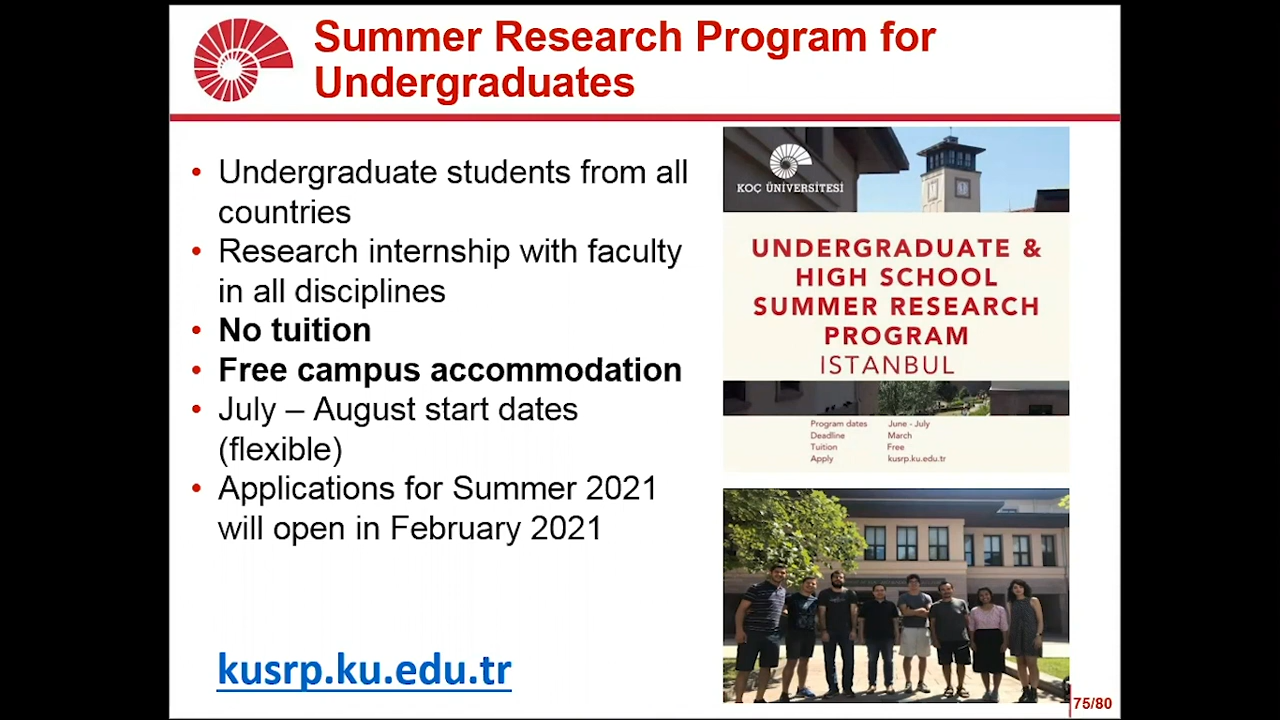 Summer Research Program for
Undergraduates
• Undergraduate students from all
countries
• Research internship with faculty
in all disciplines
• No tuition
• Free campus accommodation
• July – August start dates
(flexible)
• Applications for Summer 2021
will open in February 2021
kusrp.ku.edu.tr
KOÇ ÜNİVERSİTESİ
UNDERGRADUATE &
HIGH SCHOOL
SUMMER RESEARCH
PROGRAM
ISTANBUL
Program dates June - July
Deadline March
Tuition Free
Apply kusrp.ku.edu.tr
75/80